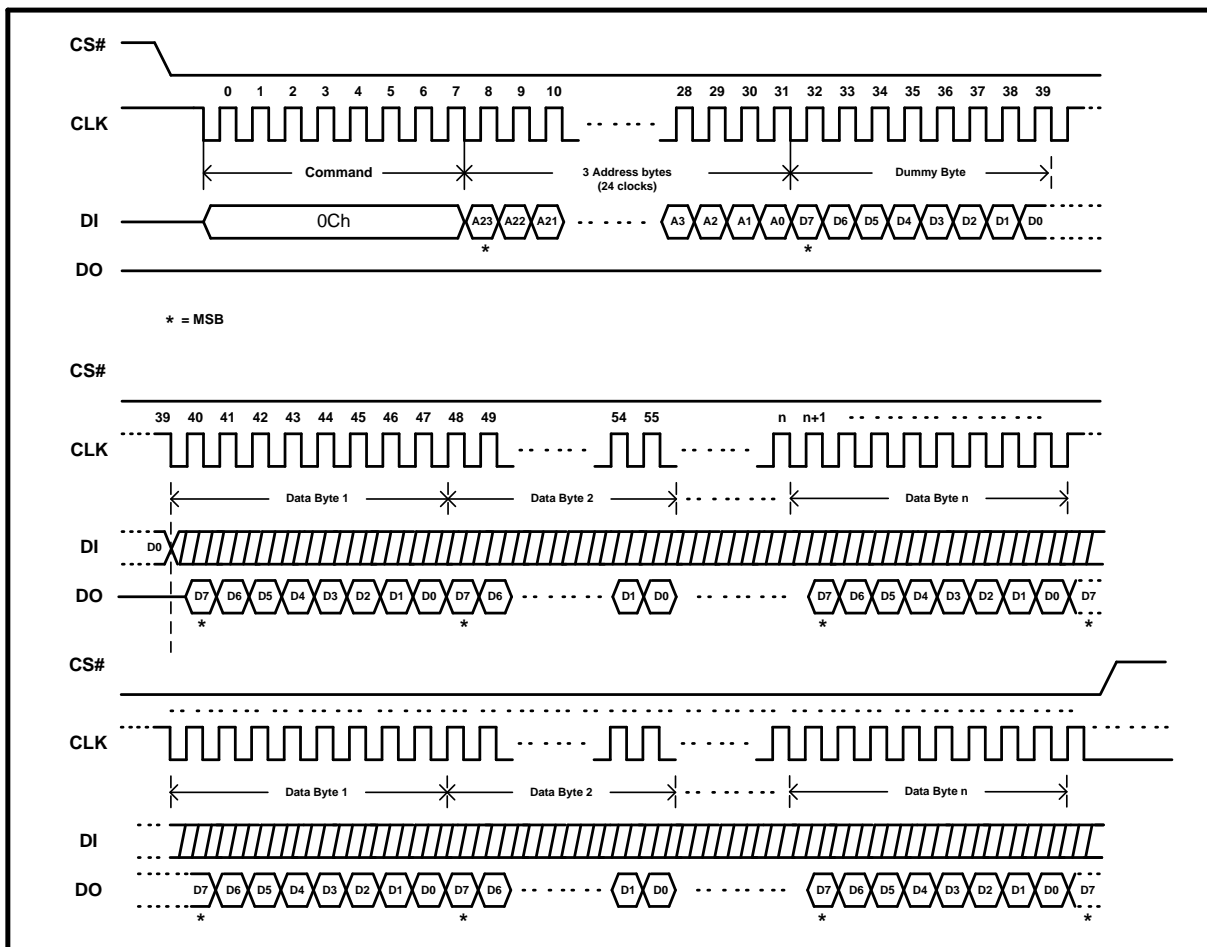 CS#
0 1 2 3 4 5 6 7 8 9 10 28 29 30 31 32 33 34 35 36 37 38 39
CLK
Command 3 Address bytes (24 clocks) Dummy Byte
DI 0Ch A23 A22 A21 A3 A2 A1 A0 D7 D6 D5 D4 D3 D2 D1 D0
* *
DO
* = MSB
CS#
39 40 41 42 43 44 45 46 47 48 49 54 55 n n+1
CLK
Data Byte 1 Data Byte 2 Data Byte n
DI D0
DO D7 D6 D5 D4 D3 D2 D1 D0 D7 D6 D1 D0 D7 D6 D5 D4 D3 D2 D1 D0 D7
* * * *
CS#
CLK
Data Byte 1 Data Byte 2 Data Byte n
DI
DO D7 D6 D5 D4 D3 D2 D1 D0 D7 D6 D1 D0 D7 D6 D5 D4 D3 D2 D1 D0 D7
* * * *